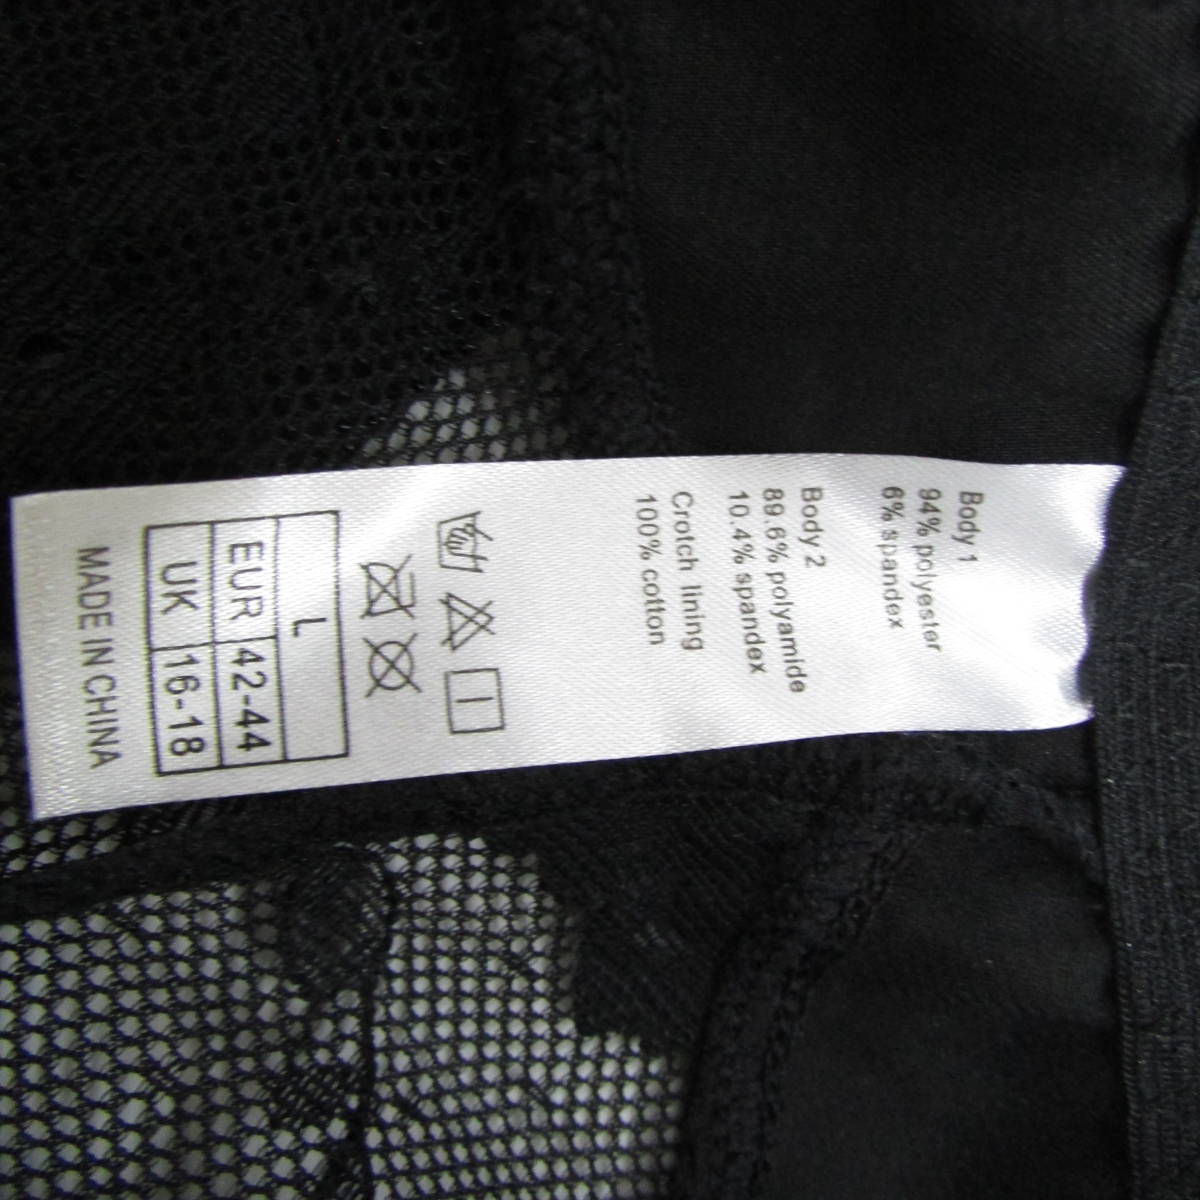 Body 1
94% polyester
6% spandex
Body 2
89.6% polyamide
10.4% spandex
Crotch lining
100% cotton
L
EUR 42-44
UK 16-18
MADE IN CHINA